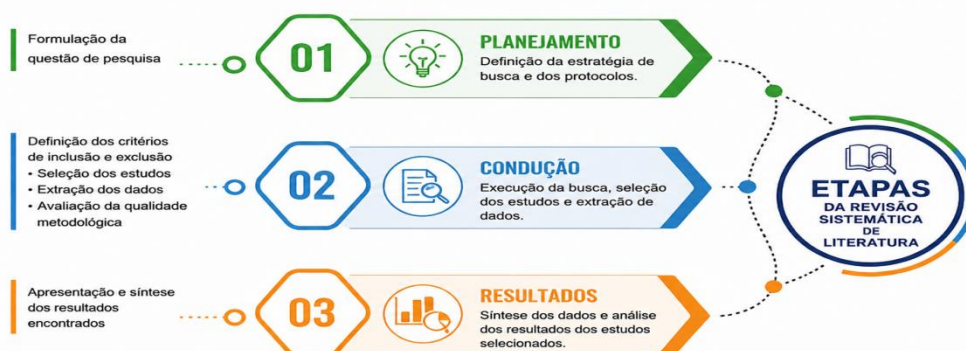 Formulação da
questão de pesquisa
01
PLANEJAMENTO
Definição da estratégia de
busca e dos protocolos.
Definição dos critérios
de inclusão e exclusão
• Seleção dos estudos
• Extração dos dados
• Avaliação da qualidade
metodológica
02
CONDUÇÃO
Execução da busca, seleção
dos estudos e extração de
dados.
Apresentação e síntese
dos resultados
encontrados
03
RESULTADOS
Síntese dos dados e análise
dos resultados dos estudos
selecionados.
ETAPAS
DA REVISÃO
SISTEMÁTICA
DE
LITERATURA